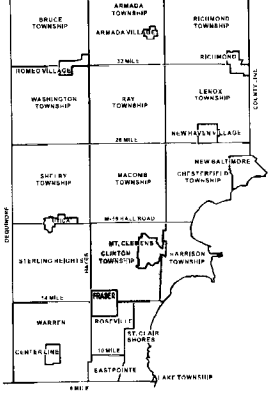 ARMADA
TOWNSHIP
BRUCE
TOWNSHIP
RICHMOND
TOWNSHIP
ARMADA VILLAGE
RICHMOND
32 MILE
ROMEO VILLAGE
WASHINGTON
TOWNSHIP
RAY
TOWNSHIP
LENOX
TOWNSHIP
COUNTY LINE
NEW HAVEN VILLAGE
26 MILE
NEW BALTIMORE
SHELBY
TOWNSHIP
MACOMB
TOWNSHIP
CHESTERFIELD
TOWNSHIP
DEQUINDRE
UTICA
M-59 HALL ROAD
HAYES
MT. CLEMENS
CLINTON
TOWNSHIP
HARRISON
TOWNSHIP
STERLING HEIGHTS
14 MILE
FRASER
WARREN
ROSEVILLE
ST. CLAIR
SHORES
CENTER LINE
10 MILE
EASTPOINTE
LAKE TOWNSHIP
8 MILE